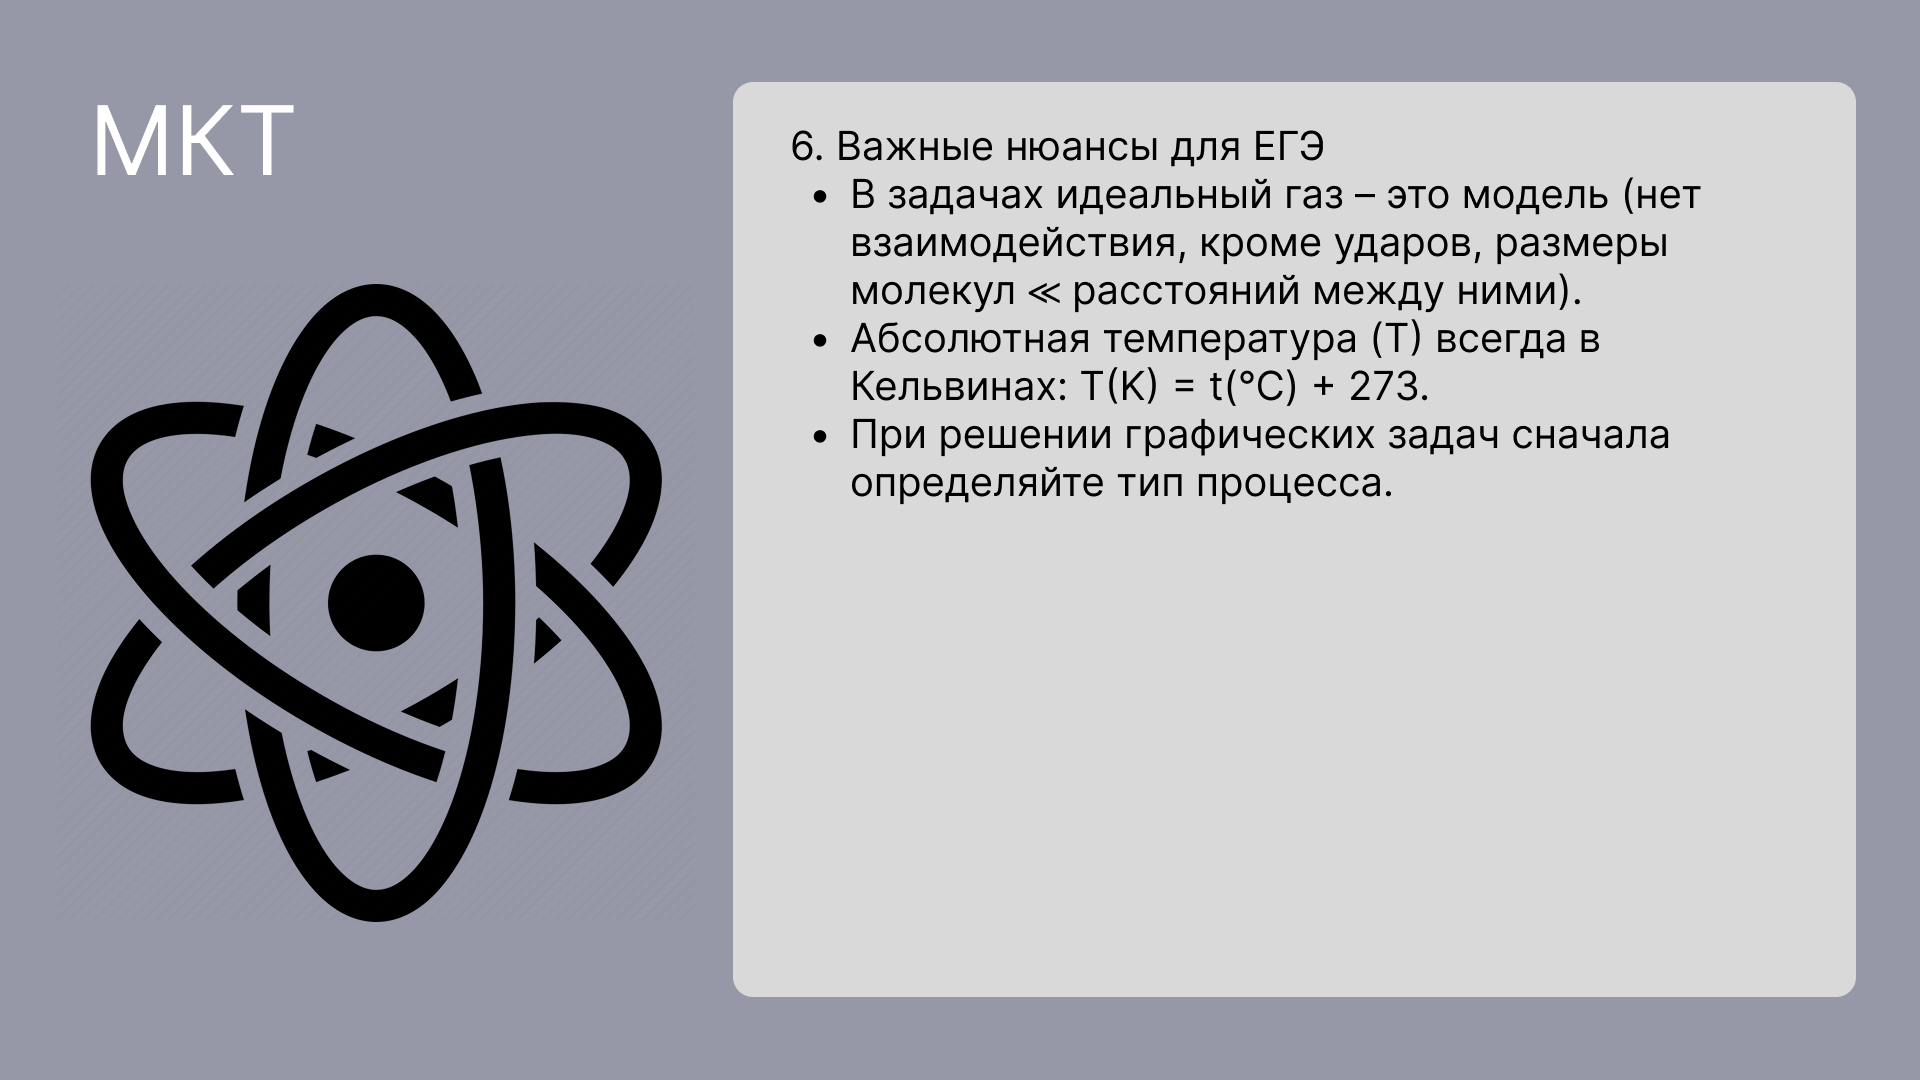 МКТ
6. Важные нюансы для ЕГЭ
• В задачах идеальный газ – это модель (нет
взаимодействия, кроме ударов, размеры
молекул ≪ расстояний между ними).
• Абсолютная температура (T) всегда в
Кельвинах: T(K) = t(°C) + 273.
• При решении графических задач сначала
определяйте тип процесса.